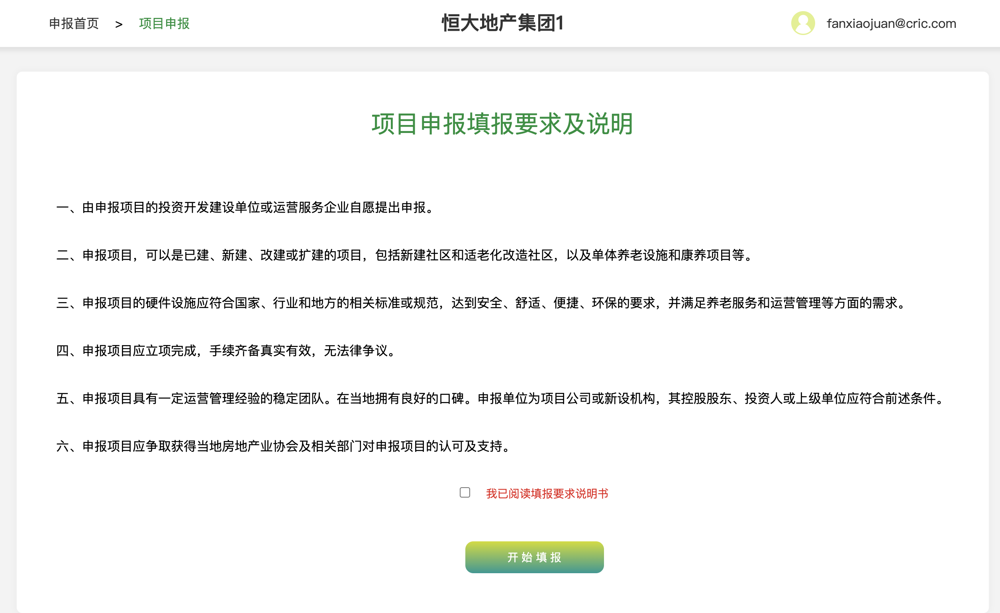 申报首页 > 项目申报
恒大地产集团1
fanxiaojuan@cric.com
项目申报填报要求及说明
一、由申报项目的投资开发建设单位或运营服务企业自愿提出申报。
二、申报项目，可以是已建、新建、改建或扩建的项目，包括新建社区和适老化改造社区，以及单体养老设施和康养项目等。
三、申报项目的硬件设施应符合国家、行业和地方的相关标准或规范，达到安全、舒适、便捷、环保的要求，并满足养老服务和运营管理等方面的需求。
四、申报项目应立项完成，手续齐备真实有效，无法律争议。
五、申报项目具有一定运营管理经验的稳定团队。在当地拥有良好的口碑。申报单位为项目公司或新设机构，其控股股东、投资人或上级单位应符合前述条件。
六、申报项目应争取获得当地房地产业协会及相关部门对申报项目的认可及支持。
我已阅读填报要求说明书
开始填报